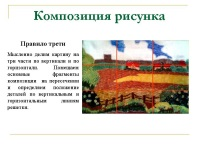 Композиция рисунка
Правило трети
Мысленно делим картину на
три части по вертикали и по
горизонтали. Помещаем
основные фрагменты
композиции на пересечении
и определяем положение
деталей по вертикальным и
горизонтальным линиям
решетки.